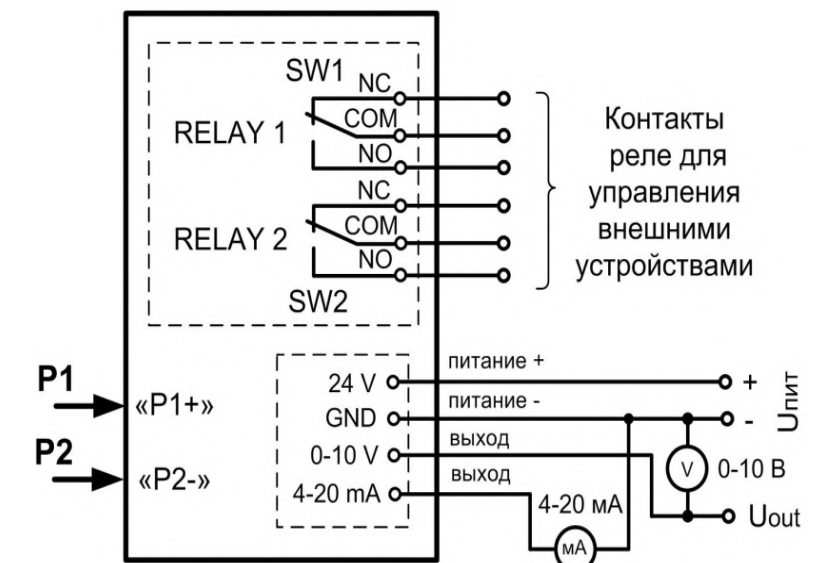 SW1
NC
COM
RELAY 1
NO
NC
COM
RELAY 2
NO
SW2
Контакты
реле для
управления
внешними
устройствами
P1
«P1+»
P2
«P2-»
24 V
GND
0-10 V
4-20 mA
питание +
питание -
выход
выход
4-20 мА
мА
V
0-10 В
+
-
Uпит
Uout